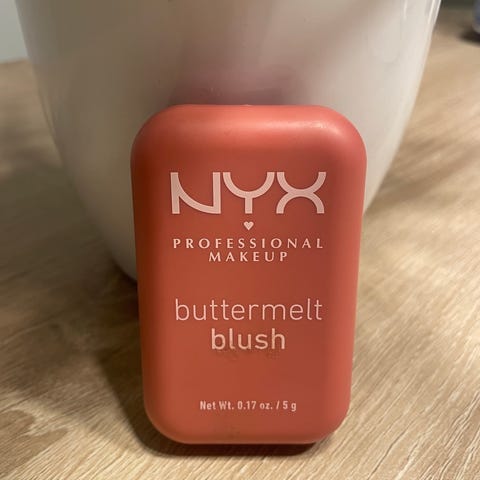 NYX
PROFESSIONAL
MAKEUP
buttermelt
blush
Net Wt. 0.17 oz. / 5 g